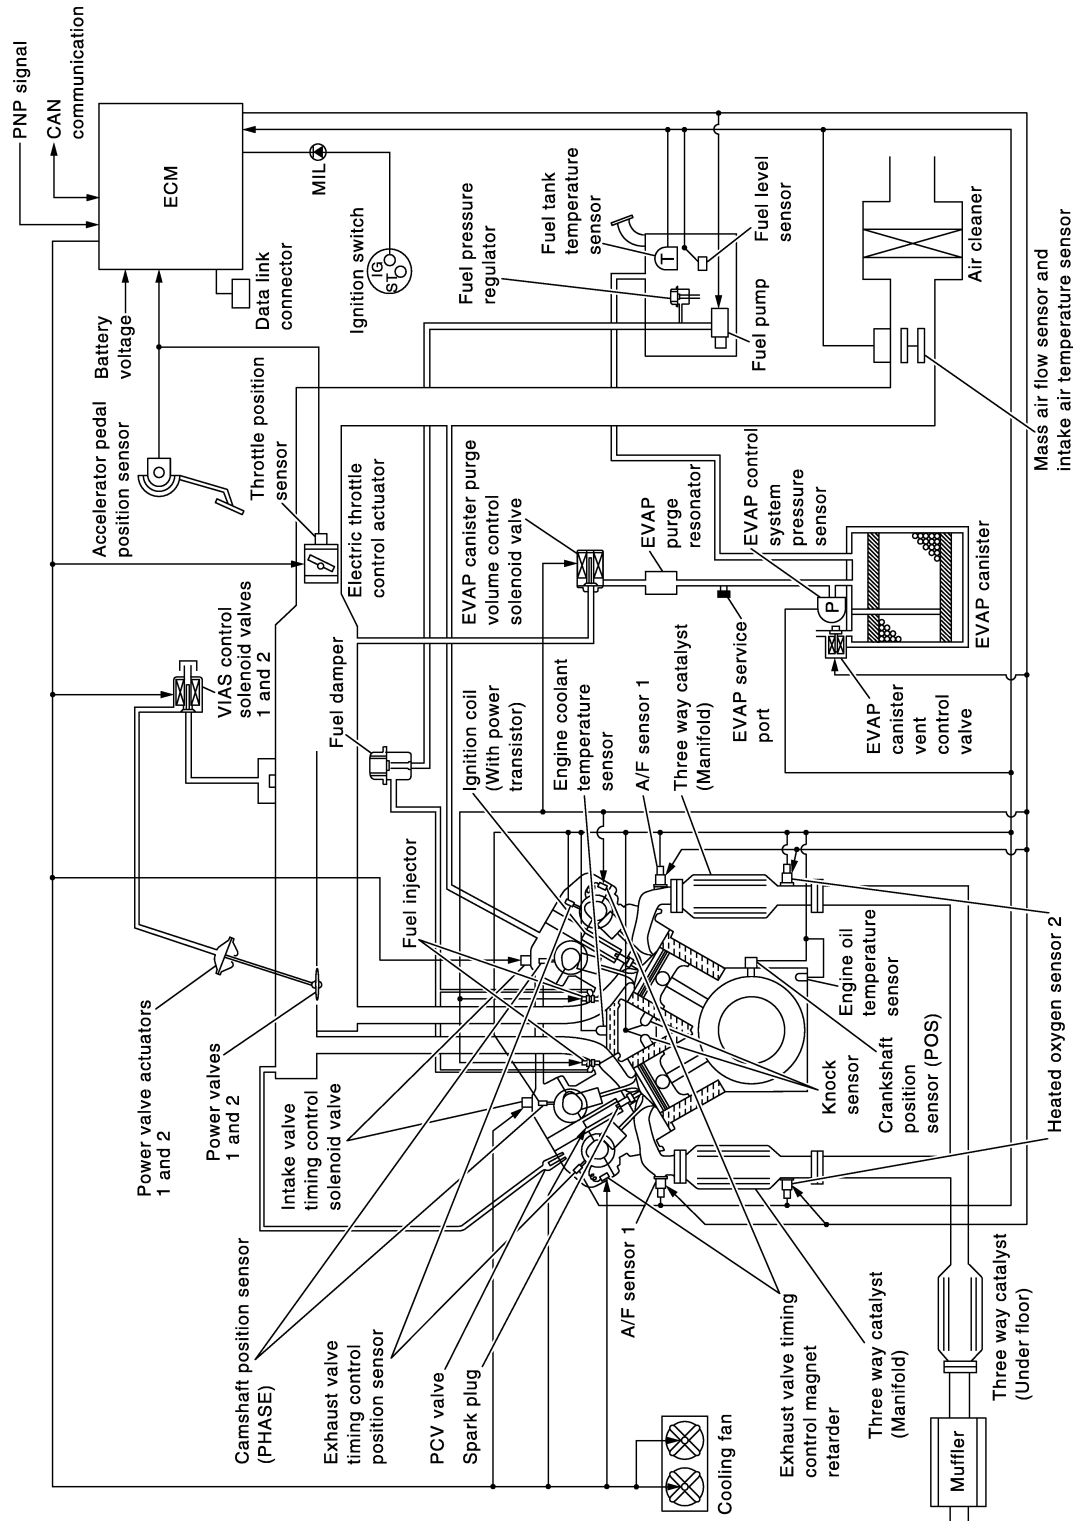 PNP signal
CAN
communication
ECM
MIL
Ignition switch
IG
ST
Data link
connector
Battery
voltage
Accelerator pedal
position sensor
Throttle position
sensor
Electric throttle
control actuator
VIAS control
solenoid valves
1 and 2
Fuel damper
Power valve actuators
1 and 2
Power valves
1 and 2
Intake valve
timing control
solenoid valve
Camshaft position sensor
(PHASE)
Exhaust valve
timing control
position sensor
PCV valve
Spark plug
Cooling fan
Fuel injector
Ignition coil
(With power
transistor)
Engine coolant
temperature
sensor
A/F sensor 1
Three way catalyst
(Manifold)
EVAP canister purge
volume control
solenoid valve
EVAP
purge
resonator
EVAP service
port
EVAP control
system
pressure
sensor
P
EVAP
canister
vent
control
valve
EVAP canister
Fuel pressure
regulator
Fuel tank
temperature
sensor
T
Fuel level
sensor
Fuel pump
Air cleaner
Mass air flow sensor and
intake air temperature sensor
Engine oil
temperature
sensor
Crankshaft
position
sensor (POS)
Knock
sensor
Heated oxygen sensor 2
A/F sensor 1
Exhaust valve timing
control magnet
retarder
Three way catalyst
(Manifold)
Three way catalyst
(Under floor)
Muffler